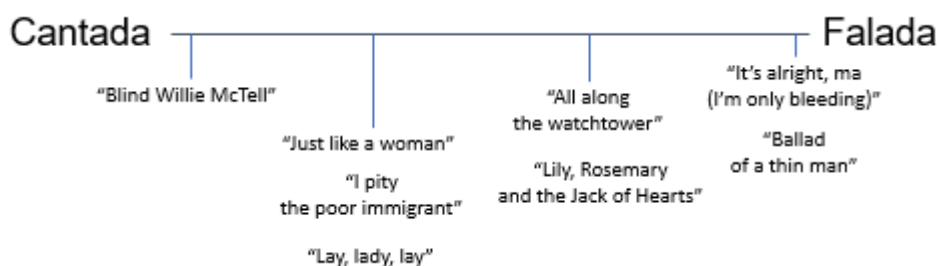 Cantada
Falada
“Blind Willie McTell”
“Just like a woman”
“I pity
the poor immigrant”
“Lay, lady, lay”
“All along
the watchtower”
“Lily, Rosemary
and the Jack of Hearts”
“It’s alright, ma
(I’m only bleeding)”
“Ballad
of a thin man”